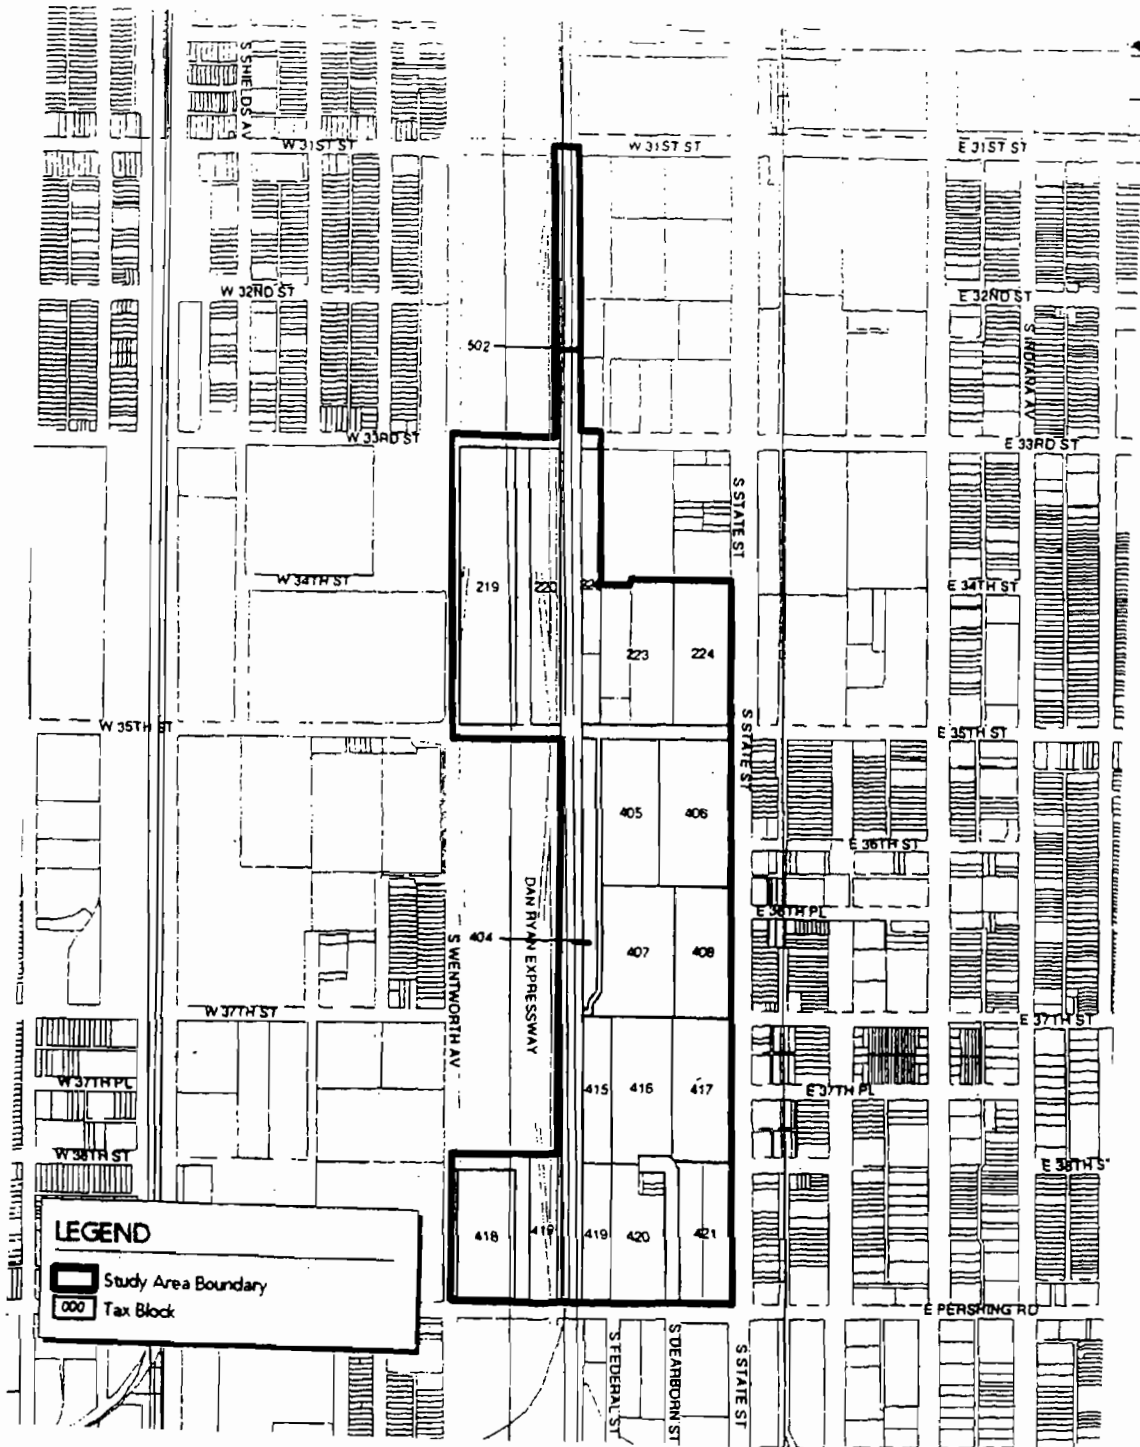 S SHIELDS AV
W 31ST ST
W 31ST ST
E 31ST ST
W 32ND ST
E 32ND ST
S INDIANA AV
502
W 33RD ST
E 33RD ST
S STATE ST
W 34TH ST
219
220
E 34TH ST
223
224
W 35TH ST
S STATE ST
E 35TH ST
405
406
E 36TH ST
DAN RYAN EXPRESSWAY
E 36TH PL
S WENTWORTH AV
404
407
408
W 37TH ST
E 37TH ST
W 37TH PL
415
416
417
E 37TH PL
W 38TH ST
E 38TH S
LEGEND
Study Area Boundary
000
Tax Block
418
419
419
420
421
E PERSHING RD
S FEDERAL ST
S DEARBORN ST
S STATE ST